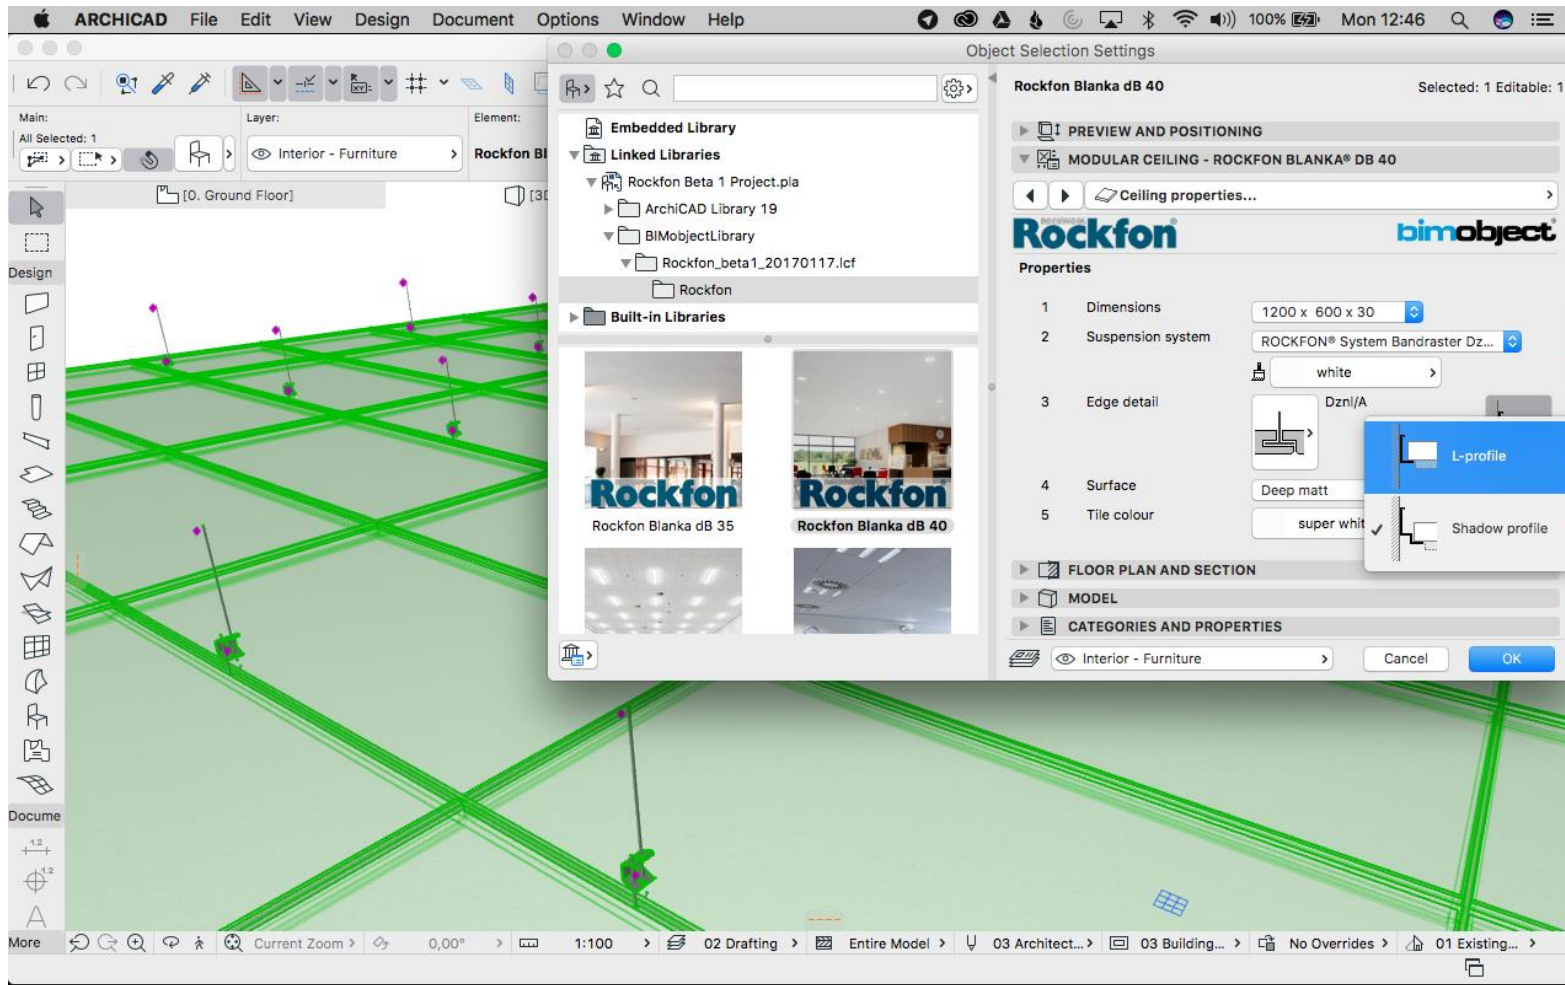 ARCHICAD File Edit View Design Document Options Window Help 100% Mon 12:46
Object Selection Settings
Main:
All Selected: 1
Layer:
Interior - Furniture
Element:
Rockfon Bl
[0. Ground Floor]
[3D
Design
Docume
More
Embedded Library
Linked Libraries
Rockfon Beta 1 Project.pla
ArchiCAD Library 19
BIMobjectLibrary
Rockfon_beta1_20170117.lcf
Rockfon
Built-in Libraries
Rockfon
Rockfon Blanka dB 35
Rockfon
Rockfon Blanka dB 40
Rockfon Blanka dB 40
Selected: 1 Editable: 1
PREVIEW AND POSITIONING
MODULAR CEILING - ROCKFON BLANKA® DB 40
Ceiling properties...
Rockfon
bimobject®
Properties
1 Dimensions 1200 x 600 x 30
2 Suspension system ROCKFON® System Bandraster Dz...
white
3 Edge detail Dznl/A
L-profile
Shadow profile
4 Surface Deep matt
5 Tile colour super whit
FLOOR PLAN AND SECTION
MODEL
CATEGORIES AND PROPERTIES
Interior - Furniture
Cancel OK
Current Zoom 0,00° 1:100 02 Drafting Entire Model 03 Architect... 03 Building... No Overrides 01 Existing...